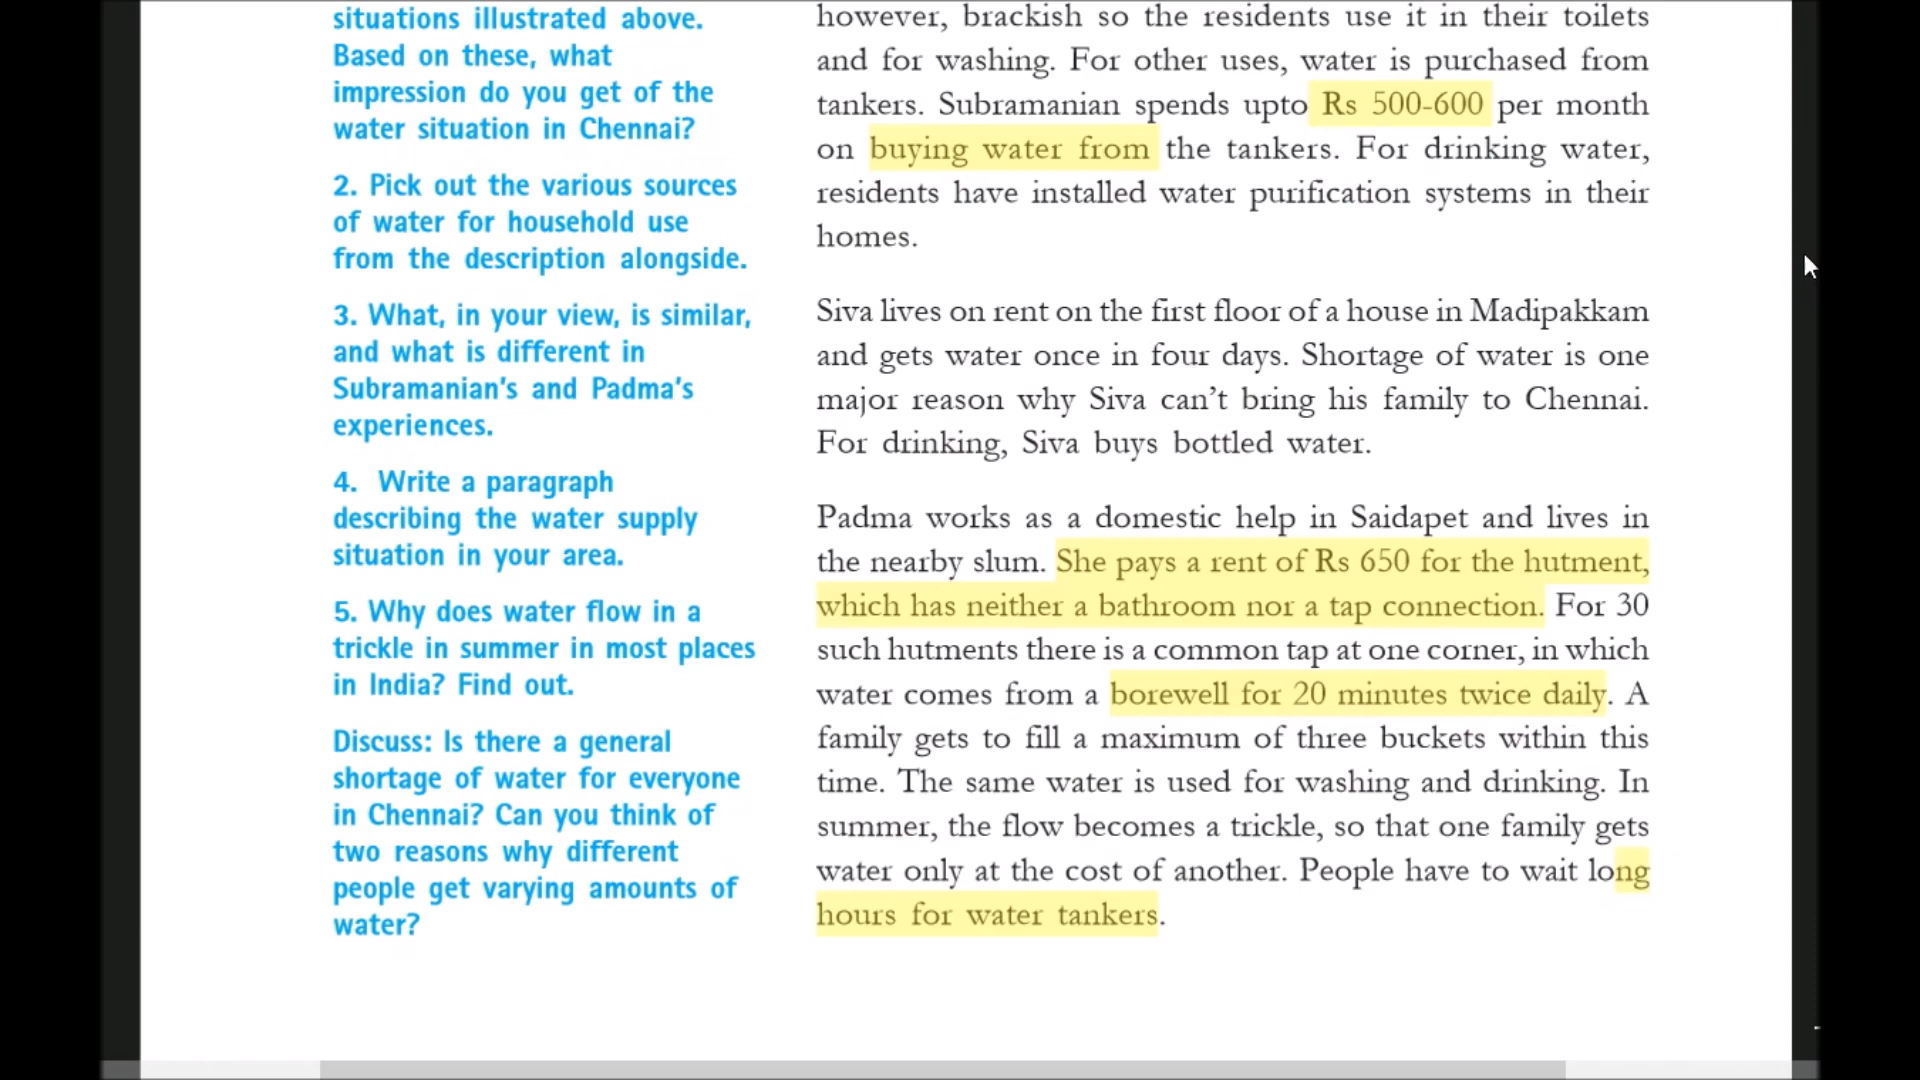 situations illustrated above.
Based on these, what
impression do you get of the
water situation in Chennai?
2. Pick out the various sources
of water for household use
from the description alongside.
3. What, in your view, is similar,
and what is different in
Subramanian's and Padma's
experiences.
4. Write a paragraph
describing the water supply
situation in your area.
5. Why does water flow in a
trickle in summer in most places
in India? Find out.
Discuss: Is there a general
shortage of water for everyone
in Chennai? Can you think of
two reasons why different
people get varying amounts of
water?
however, brackish so the residents use it in their toilets
and for washing. For other uses, water is purchased from
tankers. Subramanian spends upto Rs 500-600 per month
on buying water from the tankers. For drinking water,
residents have installed water purification systems in their
homes.
Siva lives on rent on the first floor of a house in Madipakkam
and gets water once in four days. Shortage of water is one
major reason why Siva can't bring his family to Chennai.
For drinking, Siva buys bottled water.
Padma works as a domestic help in Saidapet and lives in
the nearby slum. She pays a rent of Rs 650 for the hutment,
which has neither a bathroom nor a tap connection. For 30
such hutments there is a common tap at one corner, in which
water comes from a borewell for 20 minutes twice daily. A
family gets to fill a maximum of three buckets within this
time. The same water is used for washing and drinking. In
summer, the flow becomes a trickle, so that one family gets
water only at the cost of another. People have to wait long
hours for water tankers.